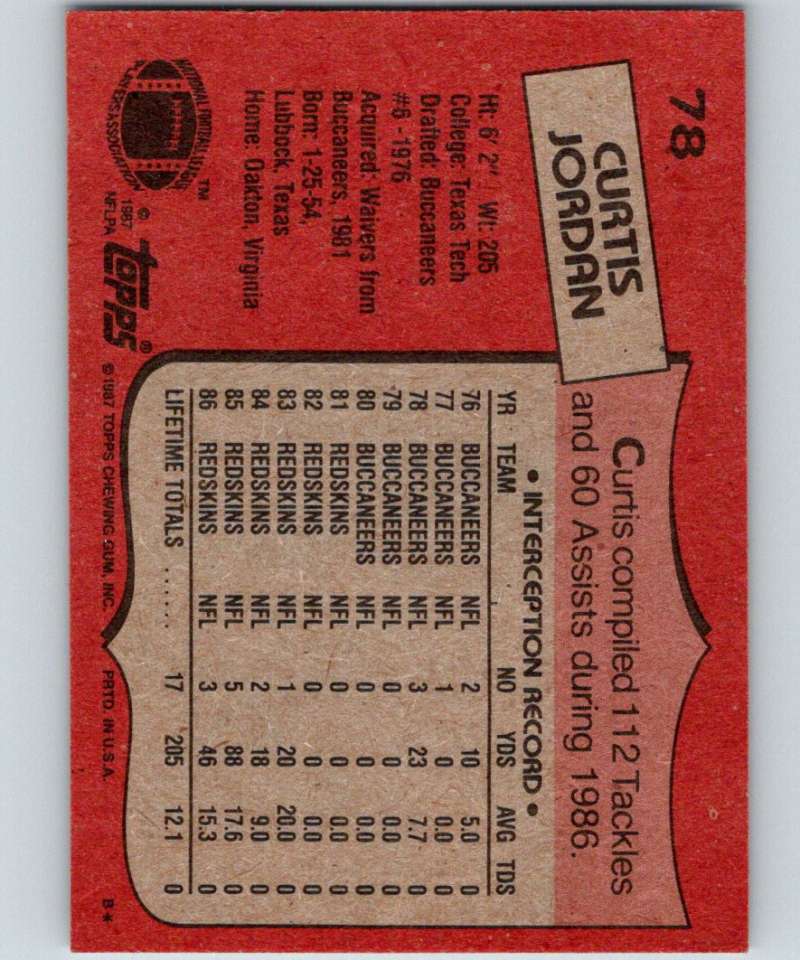 78
CURTIS
JORDAN
Ht: 6' 2" Wt: 205
College: Texas Tech
Drafted: Buccaneers
#6 - 1976
Acquired: Waivers from
Buccaneers, 1981
Born: 1-25-54,
Lubbock, Texas
Home: Oakton, Virginia
NATIONAL FOOTBALL LEAGUE
PLAYERS ASSOCIATION
TM
© 1987
NFLPA
topps®
© 1987 TOPPS CHEWING GUM, INC. PRTD. IN U.S.A.
B*
Curtis compiled 112 Tackles
and 60 Assists during 1986.
• INTERCEPTION RECORD •
YR TEAM NO YDS AVG TDS
76 BUCCANEERS NFL 2 10 5.0 0
77 BUCCANEERS NFL 1 0 0.0 0
78 BUCCANEERS NFL 3 23 7.7 0
79 BUCCANEERS NFL 0 0 0.0 0
80 BUCCANEERS NFL 0 0 0.0 0
81 REDSKINS NFL 0 0 0.0 0
82 REDSKINS NFL 0 0 0.0 0
83 REDSKINS NFL 1 20 20.0 0
84 REDSKINS NFL 2 18 9.0 0
85 REDSKINS NFL 5 88 17.6 0
86 REDSKINS NFL 3 46 15.3 0
LIFETIME TOTALS ...... 17 205 12.1 0